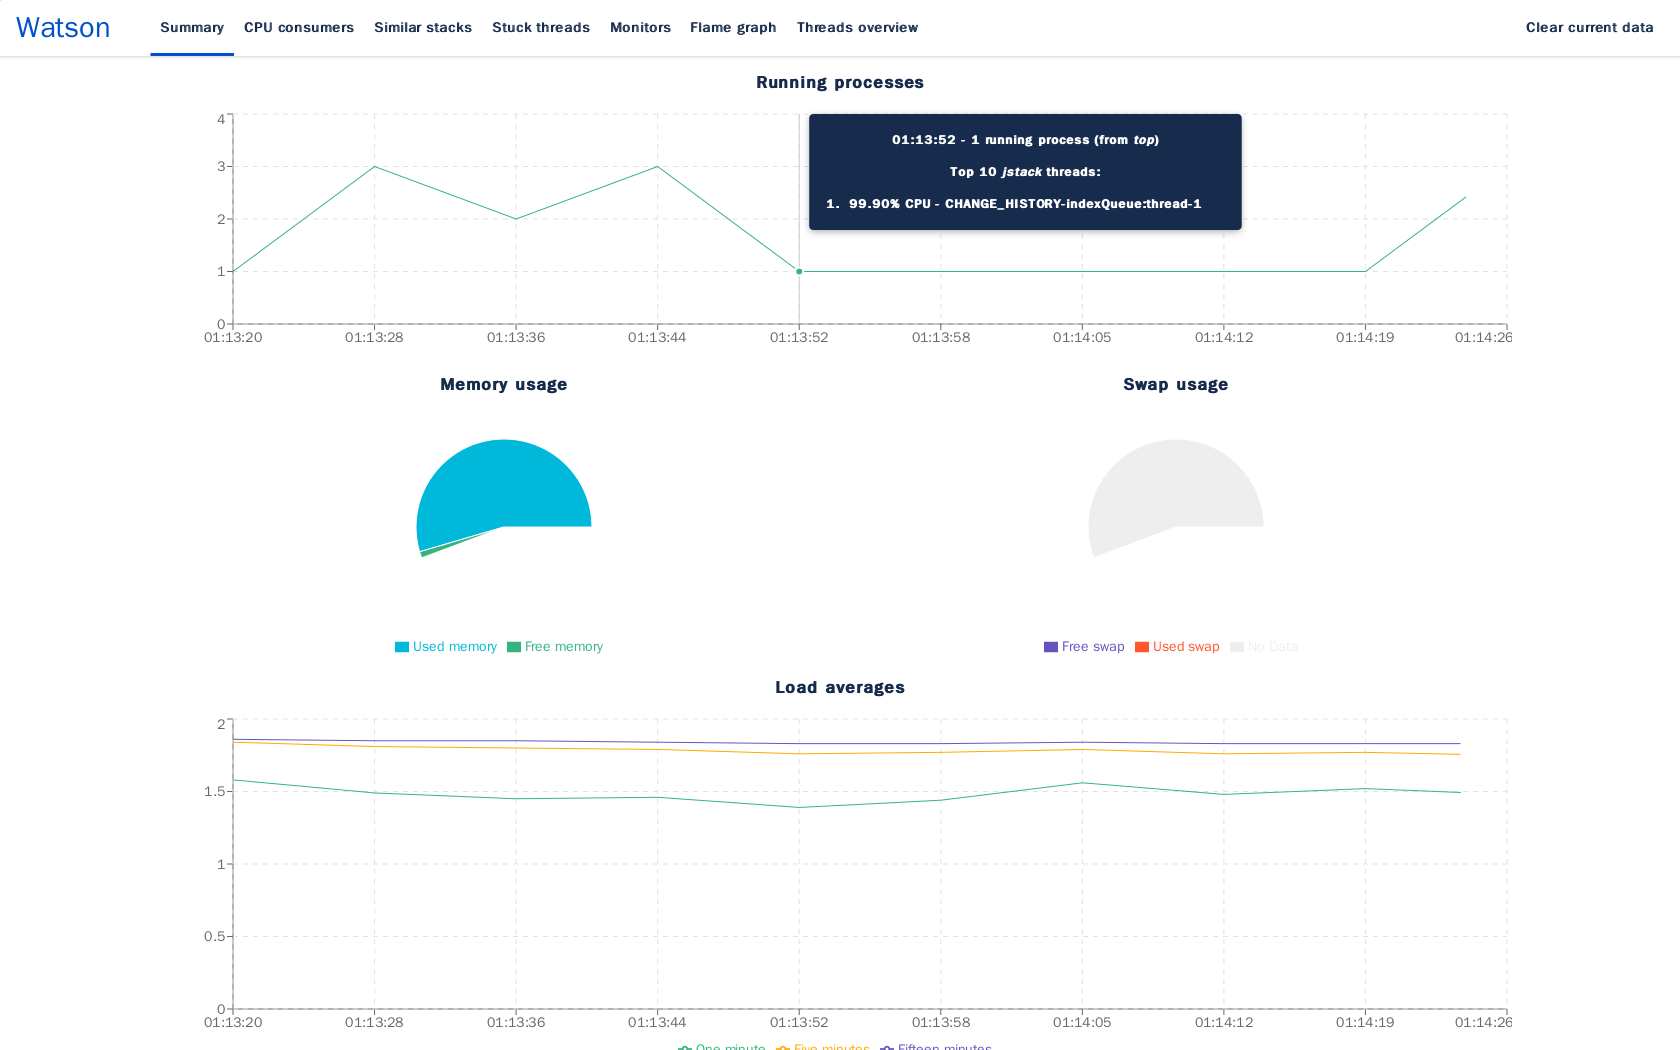 Watson
Summary CPU consumers Similar stacks Stuck threads Monitors Flame graph Threads overview Clear current data
Running processes
4
3
2
1
0
01:13:52 - 1 running process (from top)
Top 10 jstack threads:
1. 99.90% CPU - CHANGE_HISTORY-indexQueue:thread-1
01:13:20 01:13:28 01:13:36 01:13:44 01:13:52 01:13:58 01:14:05 01:14:12 01:14:19 01:14:26
Memory usage
Used memory Free memory
Swap usage
Free swap Used swap No Data
Load averages
2
1.5
1
0.5
0
01:13:20 01:13:28 01:13:36 01:13:44 01:13:52 01:13:58 01:14:05 01:14:12 01:14:19 01:14:26
One minute Five minutes Fifteen minutes